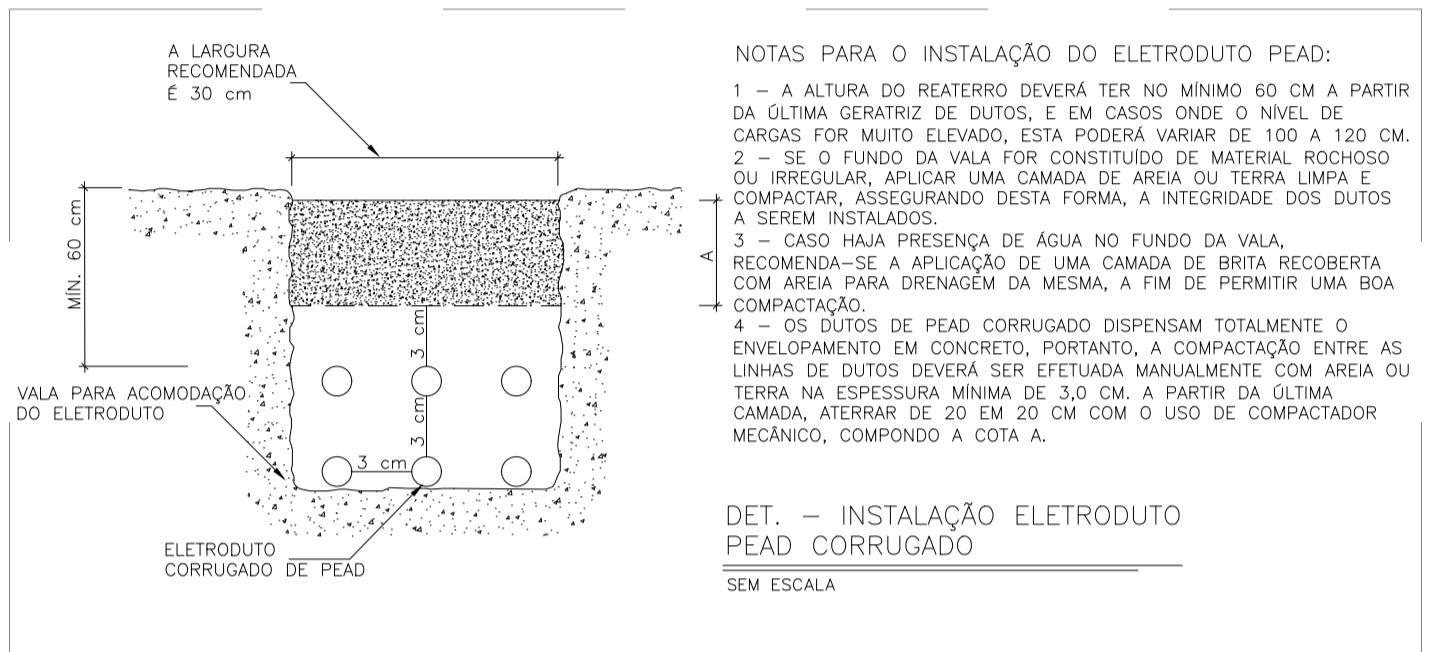 A LARGURA
RECOMENDADA
É 30 cm
MÍN. 60 cm
A
3 cm
3 cm
3 cm
VALA PARA ACOMODAÇÃO
DO ELETRODUTO
ELETRODUTO
CORRUGADO DE PEAD
NOTAS PARA O INSTALAÇÃO DO ELETRODUTO PEAD:
1 – A ALTURA DO REATERRO DEVERÁ TER NO MÍNIMO 60 CM A PARTIR
DA ÚLTIMA GERATRIZ DE DUTOS, E EM CASOS ONDE O NÍVEL DE
CARGAS FOR MUITO ELEVADO, ESTA PODERÁ VARIAR DE 100 A 120 CM.
2 – SE O FUNDO DA VALA FOR CONSTITUÍDO DE MATERIAL ROCHOSO
OU IRREGULAR, APLICAR UMA CAMADA DE AREIA OU TERRA LIMPA E
COMPACTAR, ASSEGURANDO DESTA FORMA, A INTEGRIDADE DOS DUTOS
A SEREM INSTALADOS.
3 – CASO HAJA PRESENÇA DE ÁGUA NO FUNDO DA VALA,
RECOMENDA–SE A APLICAÇÃO DE UMA CAMADA DE BRITA RECOBERTA
COM AREIA PARA DRENAGEM DA MESMA, A FIM DE PERMITIR UMA BOA
COMPACTAÇÃO.
4 – OS DUTOS DE PEAD CORRUGADO DISPENSAM TOTALMENTE O
ENVELOPAMENTO EM CONCRETO, PORTANTO, A COMPACTAÇÃO ENTRE AS
LINHAS DE DUTOS DEVERÁ SER EFETUADA MANUALMENTE COM AREIA OU
TERRA NA ESPESSURA MÍNIMA DE 3,0 CM. A PARTIR DA ÚLTIMA
CAMADA, ATERRAR DE 20 EM 20 CM COM O USO DE COMPACTADOR
MECÂNICO, COMPONDO A COTA A.
DET. – INSTALAÇÃO ELETRODUTO
PEAD CORRUGADO
SEM ESCALA